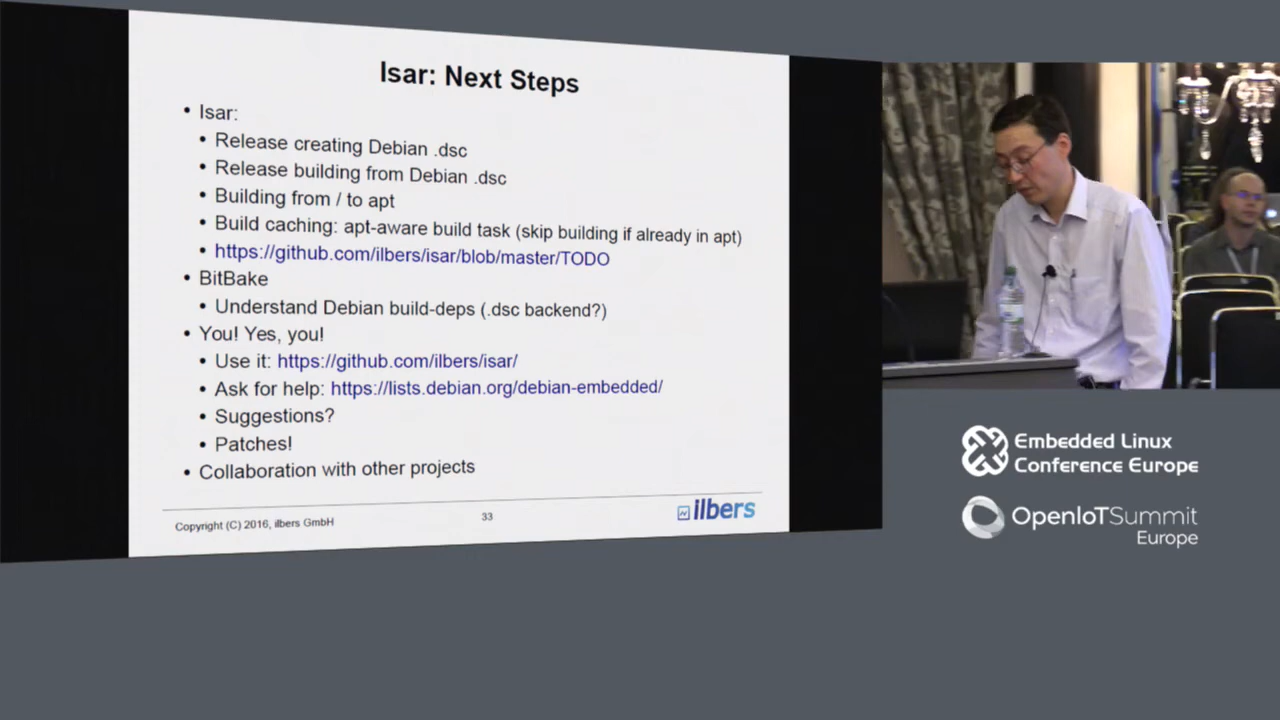 Isar: Next Steps
• Isar:
• Release creating Debian .dsc
• Release building from Debian .dsc
• Building from / to apt
• Build caching: apt-aware build task (skip building if already in apt)
• https://github.com/ilbers/isar/blob/master/TODO
• BitBake
• Understand Debian build-deps (.dsc backend?)
• You! Yes, you!
• Use it: https://github.com/ilbers/isar/
• Ask for help: https://lists.debian.org/debian-embedded/
• Suggestions?
• Patches!
• Collaboration with other projects
Copyright (C) 2016, ilbers GmbH
33
ilbers
Embedded Linux
Conference Europe
OpenIoTSummit
Europe